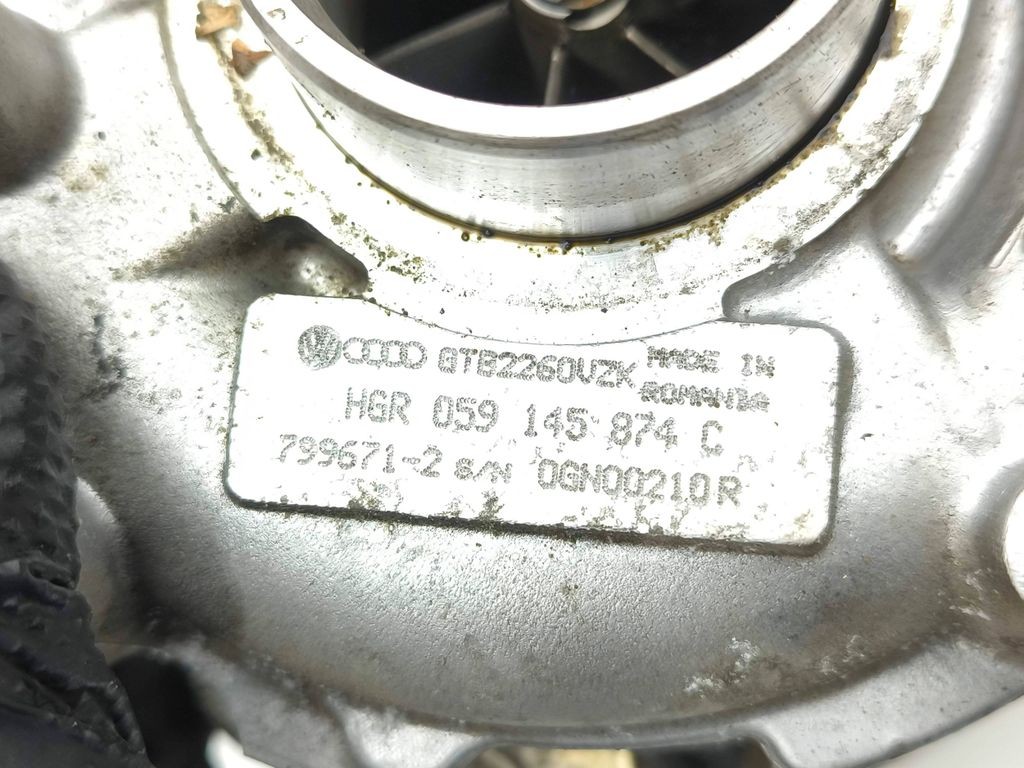 GTB2260VZK MADE IN ROMANIA
HGR 059 145 874 C
799671-2 S/N 0GN00210R